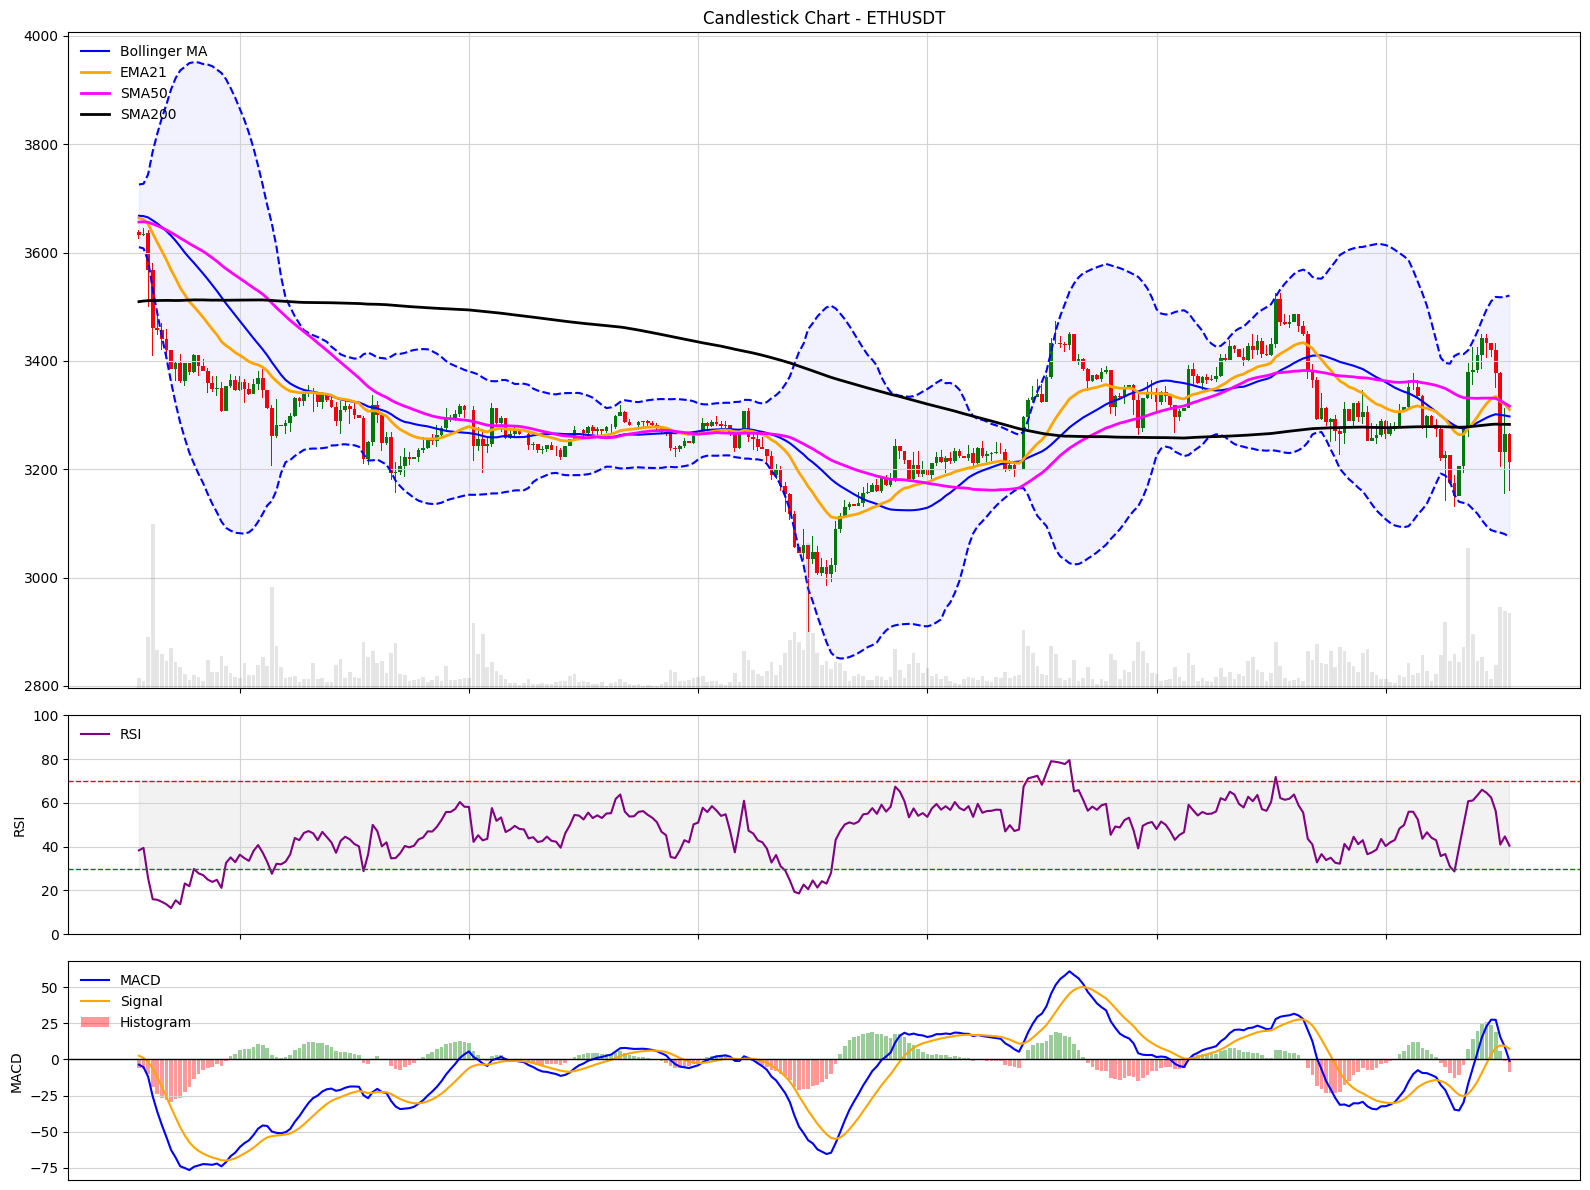 Candlestick Chart - ETHUSDT
4000
3800
3600
3400
3200
3000
2800
Bollinger MA
EMA21
SMA50
SMA200
100
80
60
40
20
0
RSI
RSI
50
25
0
−25
−50
−75
MACD
MACD
Signal
Histogram